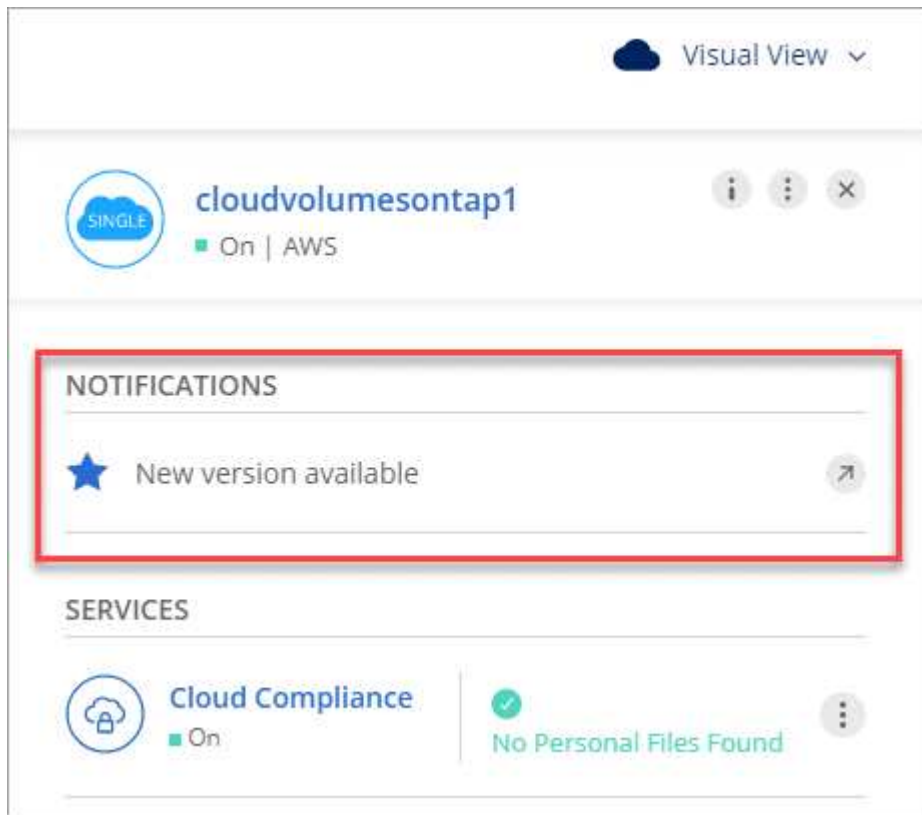 Visual View
SINGLE
cloudvolumesontap1
On | AWS
NOTIFICATIONS
New version available
SERVICES
Cloud Compliance
On
No Personal Files Found